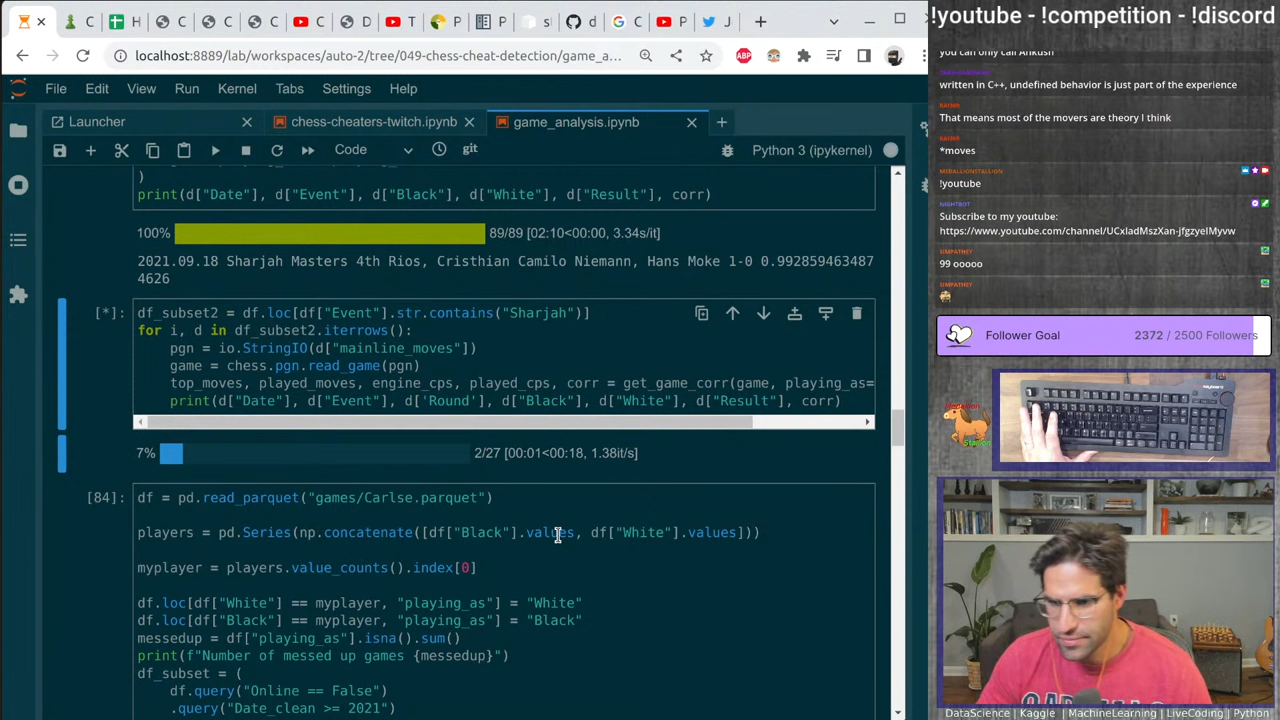 !youtube - !competition - !discord
localhost:8889/lab/workspaces/auto-2/tree/049-chess-cheat-detection/game_a...
ABP
File Edit View Run Kernel Tabs Settings Help
Launcher
chess-cheaters-twitch.ipynb
game_analysis.ipynb
Code
git
Python 3 (ipykernel)
)
print(d["Date"], d["Event"], d["Black"], d["White"], d["Result"], corr)
100%
89/89 [02:10<00:00, 3.34s/it]
2021.09.18 Sharjah Masters 4th Rios, Cristhian Camilo Niemann, Hans Moke 1-0 0.992859463487
4626
[*]:
df_subset2 = df.loc[df["Event"].str.contains("Sharjah")]
for i, d in df_subset2.iterrows():
pgn = io.StringIO(d["mainline_moves"])
game = chess.pgn.read_game(pgn)
top_moves, played_moves, engine_cps, played_cps, corr = get_game_corr(game, playing_as=
print(d["Date"], d["Event"], d['Round'], d["Black"], d["White"], d["Result"], corr)
7%
2/27 [00:01<00:18, 1.38it/s]
[84]:
df = pd.read_parquet("games/Carlse.parquet")
players = pd.Series(np.concatenate([df["Black"].values, df["White"].values]))
myplayer = players.value_counts().index[0]
df.loc[df["White"] == myplayer, "playing_as"] = "White"
df.loc[df["Black"] == myplayer, "playing_as"] = "Black"
messedup = df["playing_as"].isna().sum()
print(f"Number of messed up games {messedup}")
df_subset = (
df.query("Online == False")
.query("Date_clean >= 2021")
you can only call Ankush
written in C++, undefined behavior is just part of the experience
That means most of the movers are theory I think
*moves
MEDALLIONSTALLION
!youtube
NIGHTBOT
Subscribe to my youtube:
https://www.youtube.com/channel/UCxladMszXan-jfgzyeIMyvw
99 ooooo
Follower Goal
2372 / 2500 Followers
Medallion
Stallion
DataScience | Kaggle | MachineLearning | LiveCoding | Python